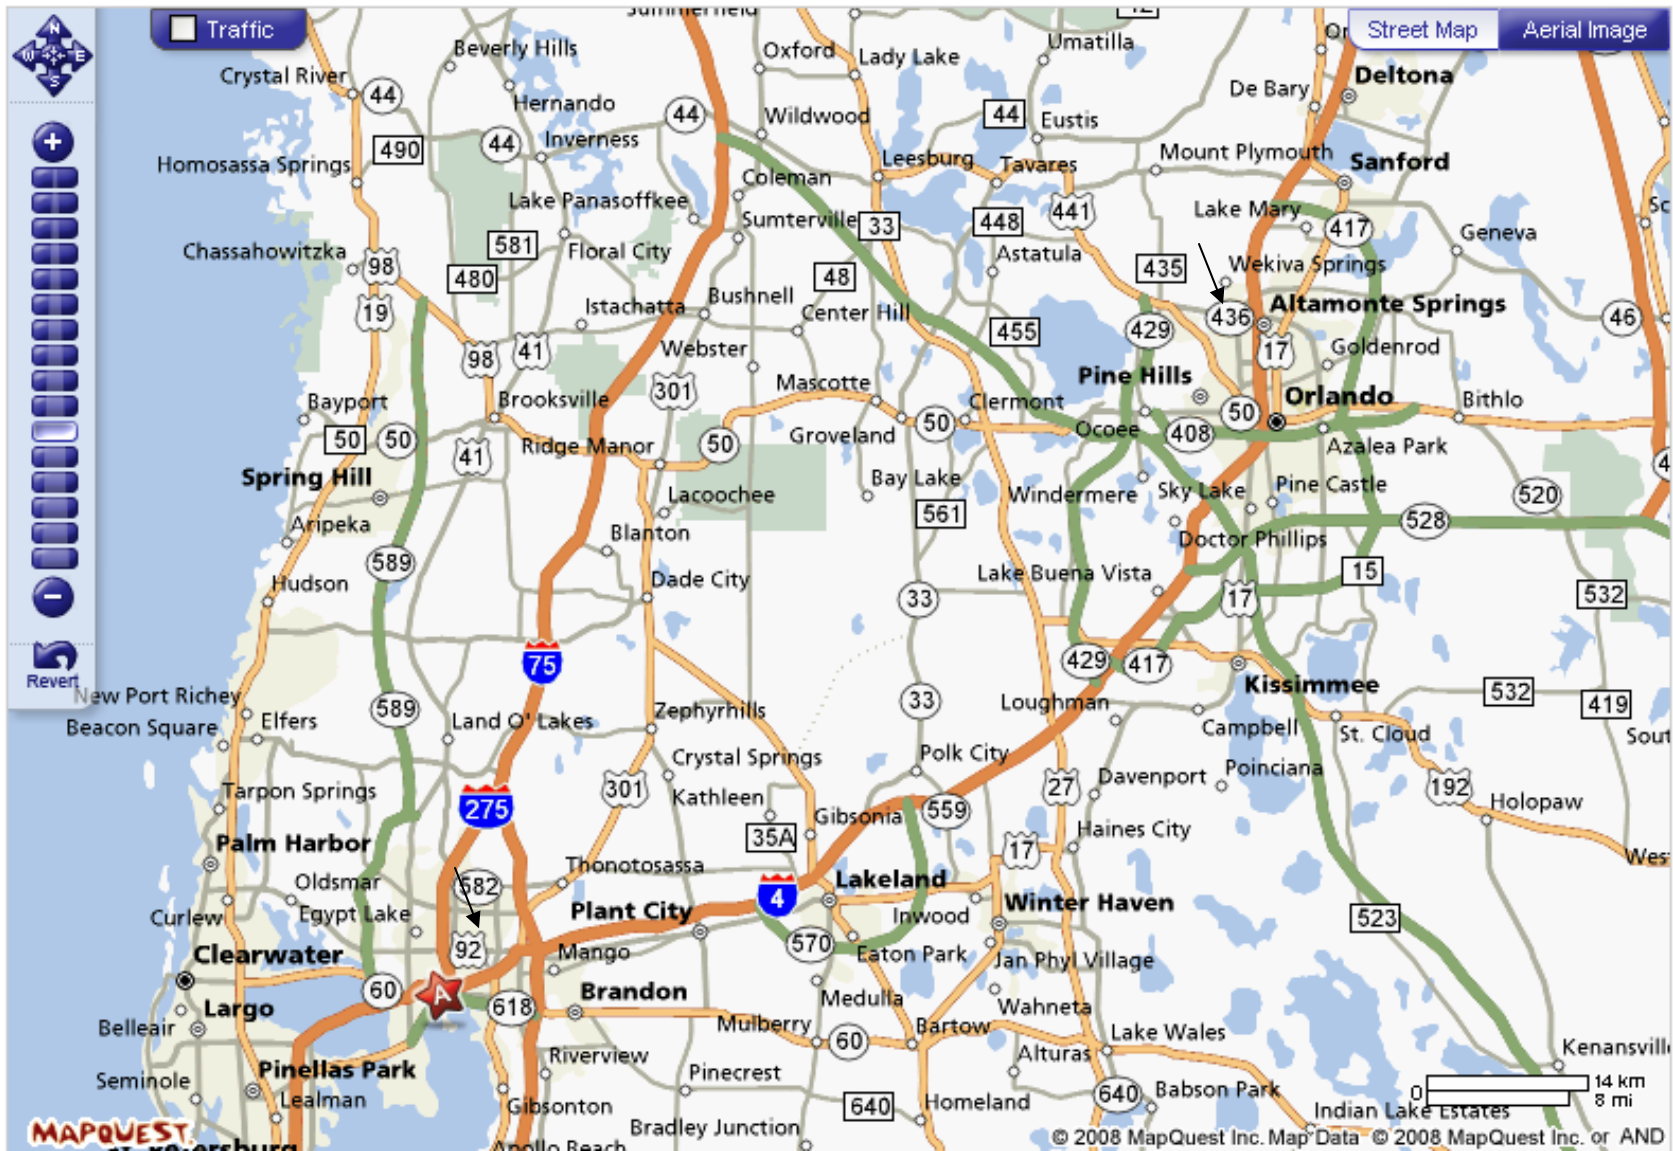 Traffic
Street Map
Aerial Image
N
W
E
S
Revert
Summerfield
42
Beverly Hills
Oxford
Lady Lake
Umatilla
Deltona
Crystal River
44
De Bary
Hernando
44
Wildwood
44
Eustis
490
44
Inverness
Mount Plymouth
Sanford
Homosassa Springs
Leesburg
Tavares
Coleman
Lake Panasoffkee
441
Lake Mary
Sumterville
33
448
417
Geneva
Chassahowitzka
581
Floral City
Astatula
98
480
48
435
Wekiva Springs
Istachatta
Bushnell
Altamonte Springs
19
Center Hill
436
46
455
429
98
41
Webster
17
Goldenrod
301
Mascotte
Pine Hills
Bayport
Brooksville
Clermont
Orlando
Bithlo
50
50
Ridge Manor
50
Groveland
50
Ocoee
408
50
Azalea Park
41
Spring Hill
Lacoochee
Bay Lake
Windermere
Sky Lake
Pine Castle
520
Aripeka
561
528
Blanton
Doctor Phillips
589
Hudson
Dade City
Lake Buena Vista
15
33
17
532
75
429
417
Kissimmee
New Port Richey
33
Loughman
532
419
Beacon Square
Elfers
589
Land O' Lakes
Zephyrhills
Campbell
St. Cloud
Crystal Springs
Polk City
Davenport
Poinciana
Tarpon Springs
301
Kathleen
27
192
Holopaw
275
Gibsonia
559
35A
Haines City
Palm Harbor
17
Thonotosassa
Oldsmar
582
4
Lakeland
Curlew
Egypt Lake
Plant City
Inwood
Winter Haven
523
Clearwater
92
Mango
570
Eaton Park
Jan Phyl Village
60
A
618
Brandon
Medulla
Wahneta
Largo
Belleair
Mulberry
60
Bartow
Lake Wales
Pinellas Park
Riverview
Alturas
Seminole
Pinecrest
640
Babson Park
Lealman
Gibsonton
640
Homeland
0
14 km
8 mi
Indian Lake Estates
MAPQUEST.
Apollo Beach
Bradley Junction
© 2008 MapQuest Inc. Map Data © 2008 MapQuest Inc. or AND